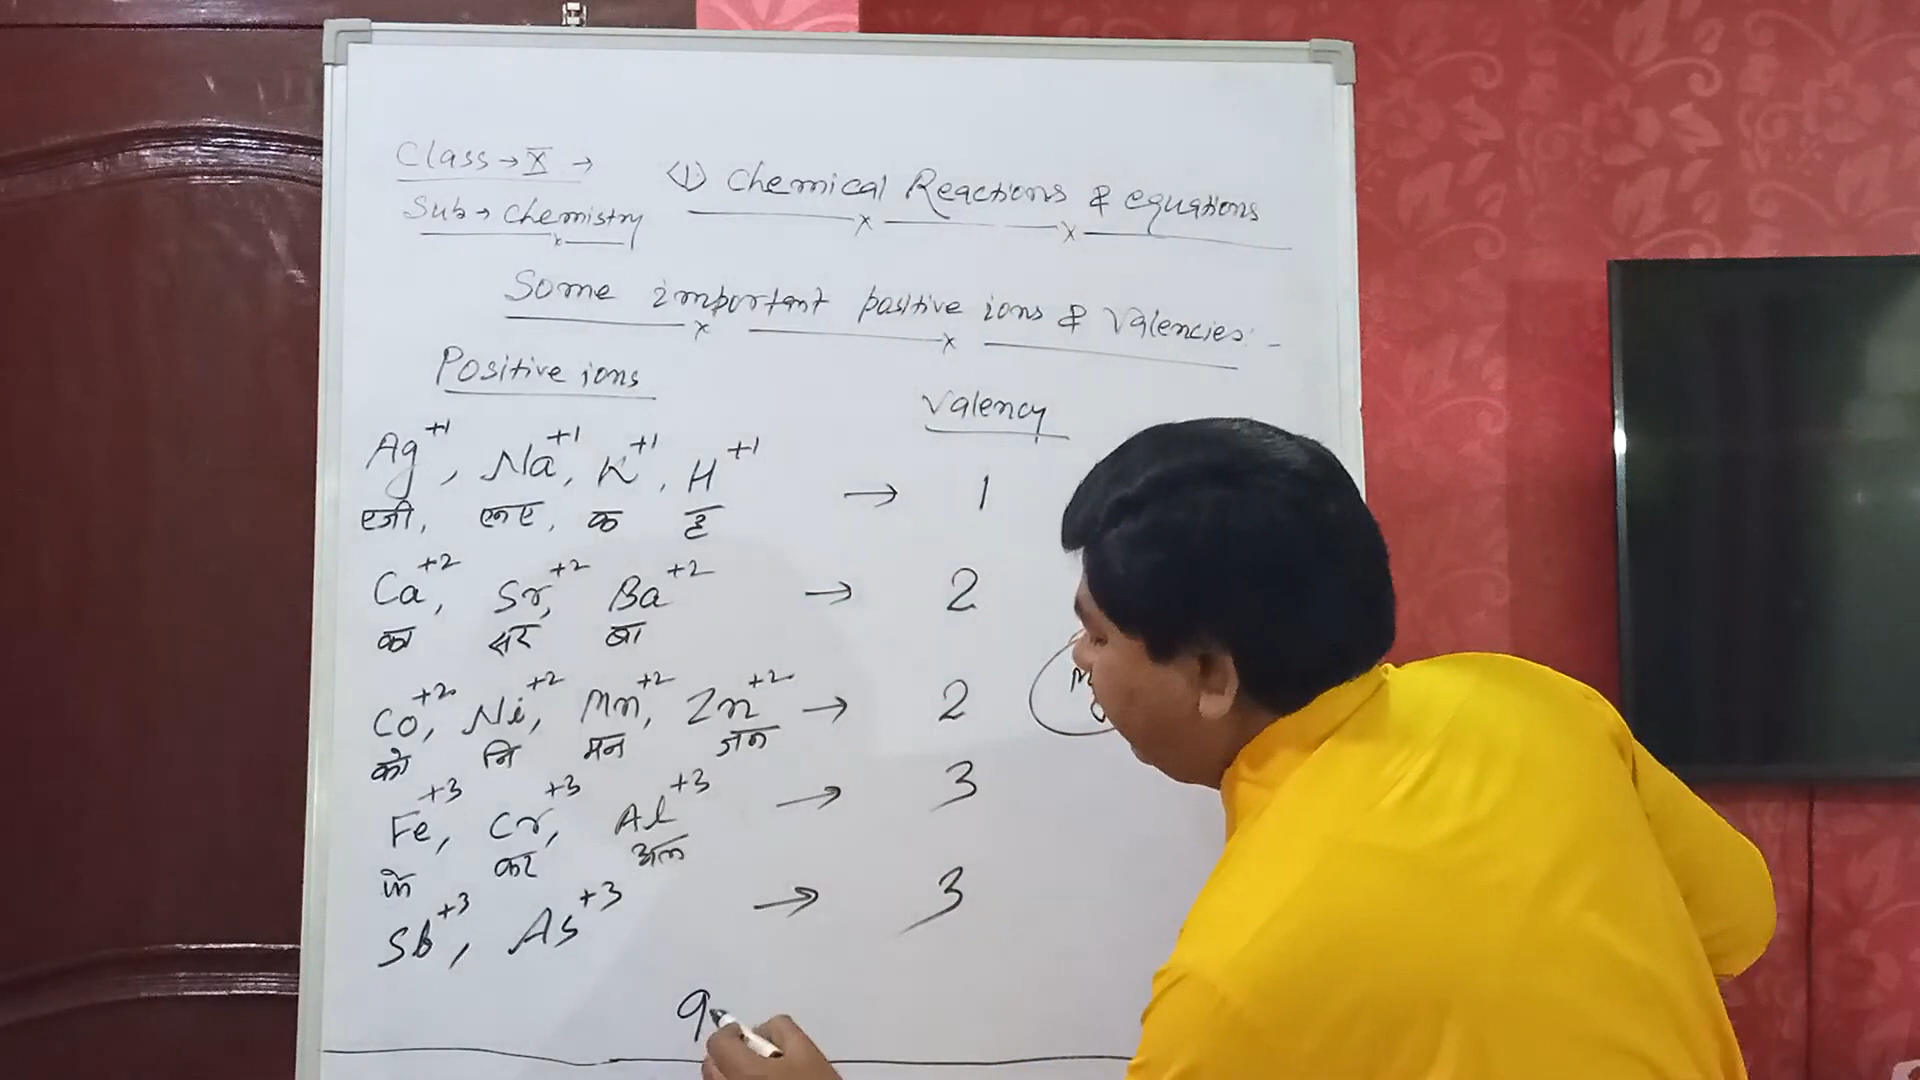 Class → X →
Sub → Chemistry
(1) Chemical Reactions & equations
Some important positive ions & Valencies:-
Positive ions
Valency
Ag+1, Na+1, K+1, H+1 → 1
एजी, एनए, क ह
Ca+2, Sr+2, Ba+2 → 2
का सर बा
Co+2, Ni+2, Mn+2, Zn+2 → 2
को नि मन जन
Fe+3, Cr+3, Al+3 → 3
फे कर अल
Sb+3, As+3 → 3